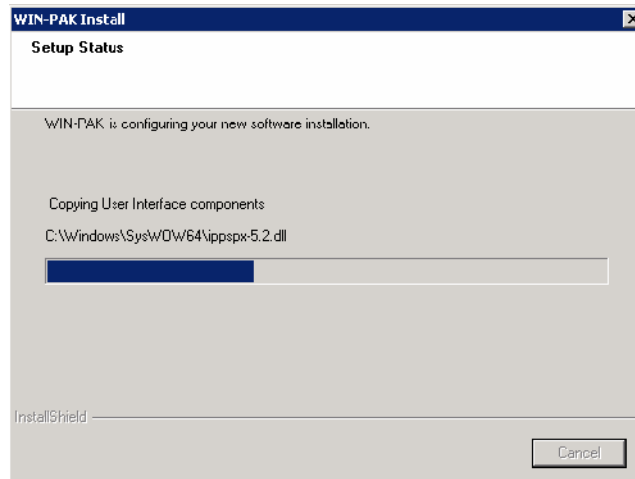 WIN-PAK Install
Setup Status
WIN-PAK is configuring your new software installation.
Copying User Interface components
C:\Windows\SysWOW64\ippspx-5.2.dll
InstallShield
Cancel